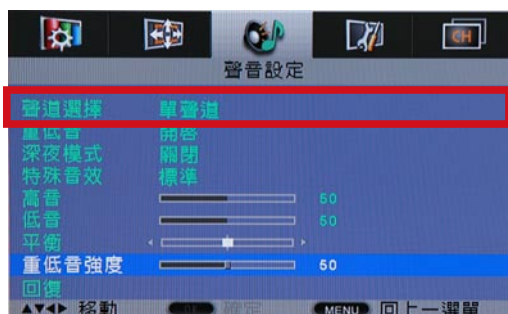 CH
聲音設定
聲道選擇 單聲道
重低音 開啓
深夜模式 關閉
特殊音效 標準
高音 50
低音 50
平衡
重低音強度 50
回復
移動 確定 MENU 回上一選單